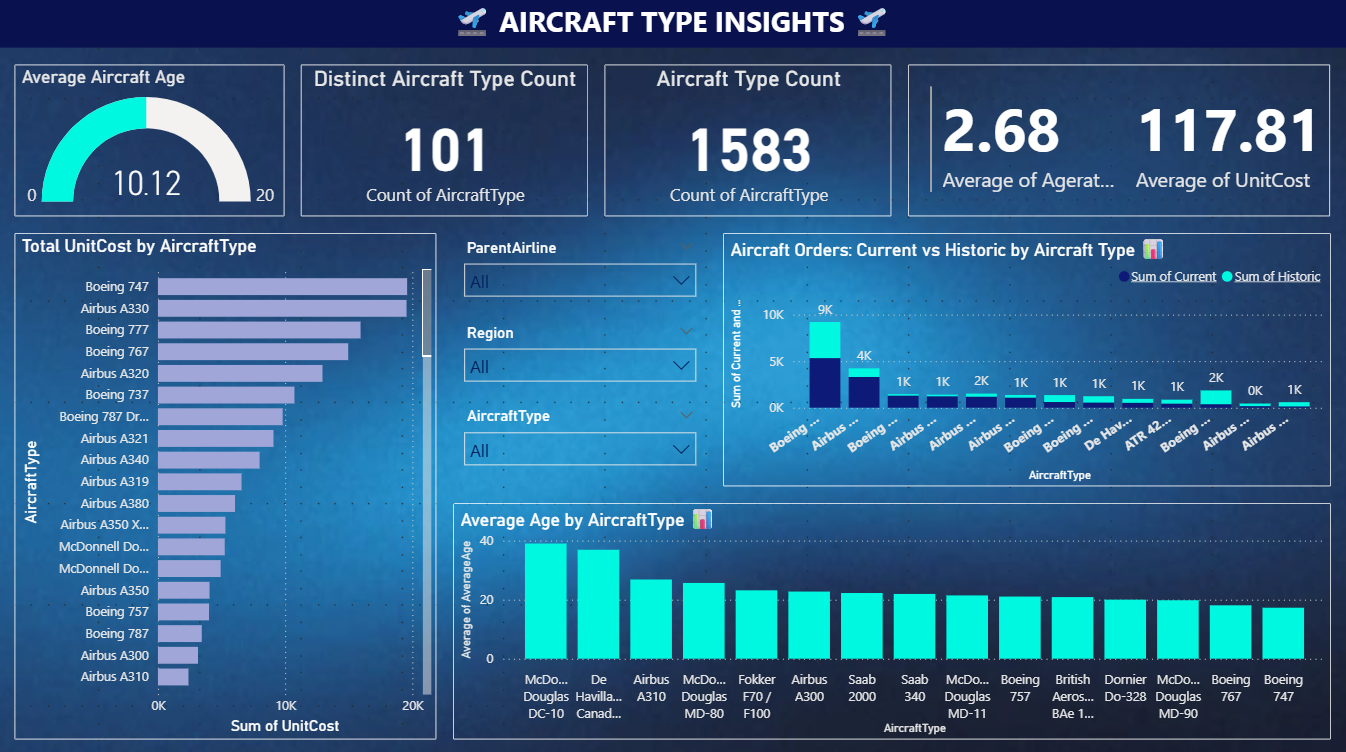 AIRCRAFT TYPE INSIGHTS
Average Aircraft Age
10.12
0
20
Distinct Aircraft Type Count
101
Count of AircraftType
Aircraft Type Count
1583
Count of AircraftType
2.68
Average of Agerat...
117.81
Average of UnitCost
Total UnitCost by AircraftType
AircraftType
Boeing 747
Airbus A330
Boeing 777
Boeing 767
Airbus A320
Boeing 737
Boeing 787 Dr...
Airbus A321
Airbus A340
Airbus A319
Airbus A380
Airbus A350 X...
McDonnell Do...
McDonnell Do...
Airbus A350
Boeing 757
Boeing 787
Airbus A300
Airbus A310
0K 10K 20K
Sum of UnitCost
ParentAirline
All
Region
All
AircraftType
All
Aircraft Orders: Current vs Historic by Aircraft Type
Sum of Current Sum of Historic
Sum of Current and ...
10K
5K
0K
9K 4K 1K 1K 2K 1K 1K 1K 1K 1K 2K 0K 1K
Boeing ... Airbus ... Boeing ... Airbus ... Airbus ... Airbus ... Boeing ... Boeing ... De Hav... ATR 42... Boeing ... Airbus ... Airbus ...
AircraftType
Average Age by AircraftType
Average of AverageAge
40
20
0
McDo...
Douglas
DC-10
De
Havilla...
Canad...
Airbus
A310
McDo...
Douglas
MD-80
Fokker
F70 /
F100
Airbus
A300
Saab
2000
Saab
340
McDo...
Douglas
MD-11
Boeing
757
British
Aeros...
BAe 1...
Dornier
Do-328
McDo...
Douglas
MD-90
Boeing
767
Boeing
747
AircraftType